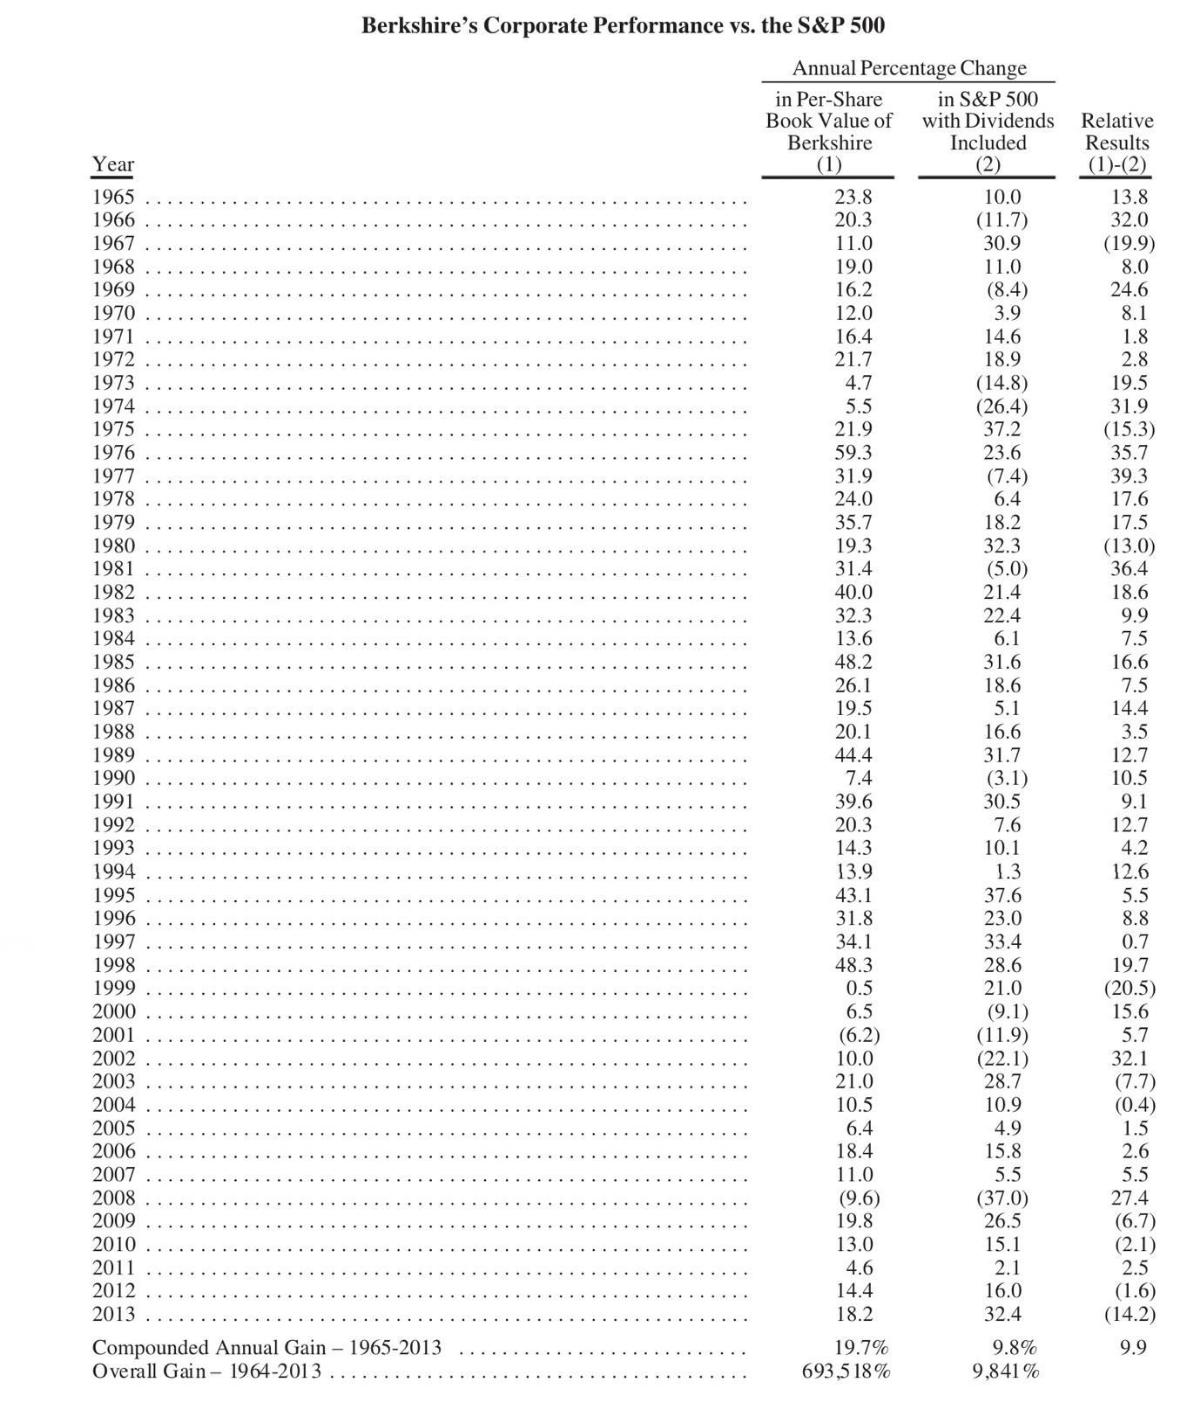 Berkshire's Corporate Performance vs. the S&P 500
Annual Percentage Change
in Per-Share Book Value of Berkshire (1)
in S&P 500 with Dividends Included (2)
Relative Results (1)-(2)
Year
1965 23.8 10.0 13.8
1966 20.3 (11.7) 32.0
1967 11.0 30.9 (19.9)
1968 19.0 11.0 8.0
1969 16.2 (8.4) 24.6
1970 12.0 3.9 8.1
1971 16.4 14.6 1.8
1972 21.7 18.9 2.8
1973 4.7 (14.8) 19.5
1974 5.5 (26.4) 31.9
1975 21.9 37.2 (15.3)
1976 59.3 23.6 35.7
1977 31.9 (7.4) 39.3
1978 24.0 6.4 17.6
1979 35.7 18.2 17.5
1980 19.3 32.3 (13.0)
1981 31.4 (5.0) 36.4
1982 40.0 21.4 18.6
1983 32.3 22.4 9.9
1984 13.6 6.1 7.5
1985 48.2 31.6 16.6
1986 26.1 18.6 7.5
1987 19.5 5.1 14.4
1988 20.1 16.6 3.5
1989 44.4 31.7 12.7
1990 7.4 (3.1) 10.5
1991 39.6 30.5 9.1
1992 20.3 7.6 12.7
1993 14.3 10.1 4.2
1994 13.9 1.3 12.6
1995 43.1 37.6 5.5
1996 31.8 23.0 8.8
1997 34.1 33.4 0.7
1998 48.3 28.6 19.7
1999 0.5 21.0 (20.5)
2000 6.5 (9.1) 15.6
2001 (6.2) (11.9) 5.7
2002 10.0 (22.1) 32.1
2003 21.0 28.7 (7.7)
2004 10.5 10.9 (0.4)
2005 6.4 4.9 1.5
2006 18.4 15.8 2.6
2007 11.0 5.5 5.5
2008 (9.6) (37.0) 27.4
2009 19.8 26.5 (6.7)
2010 13.0 15.1 (2.1)
2011 4.6 2.1 2.5
2012 14.4 16.0 (1.6)
2013 18.2 32.4 (14.2)
Compounded Annual Gain – 1965-2013 19.7% 9.8% 9.9
Overall Gain – 1964-2013 693,518% 9,841%